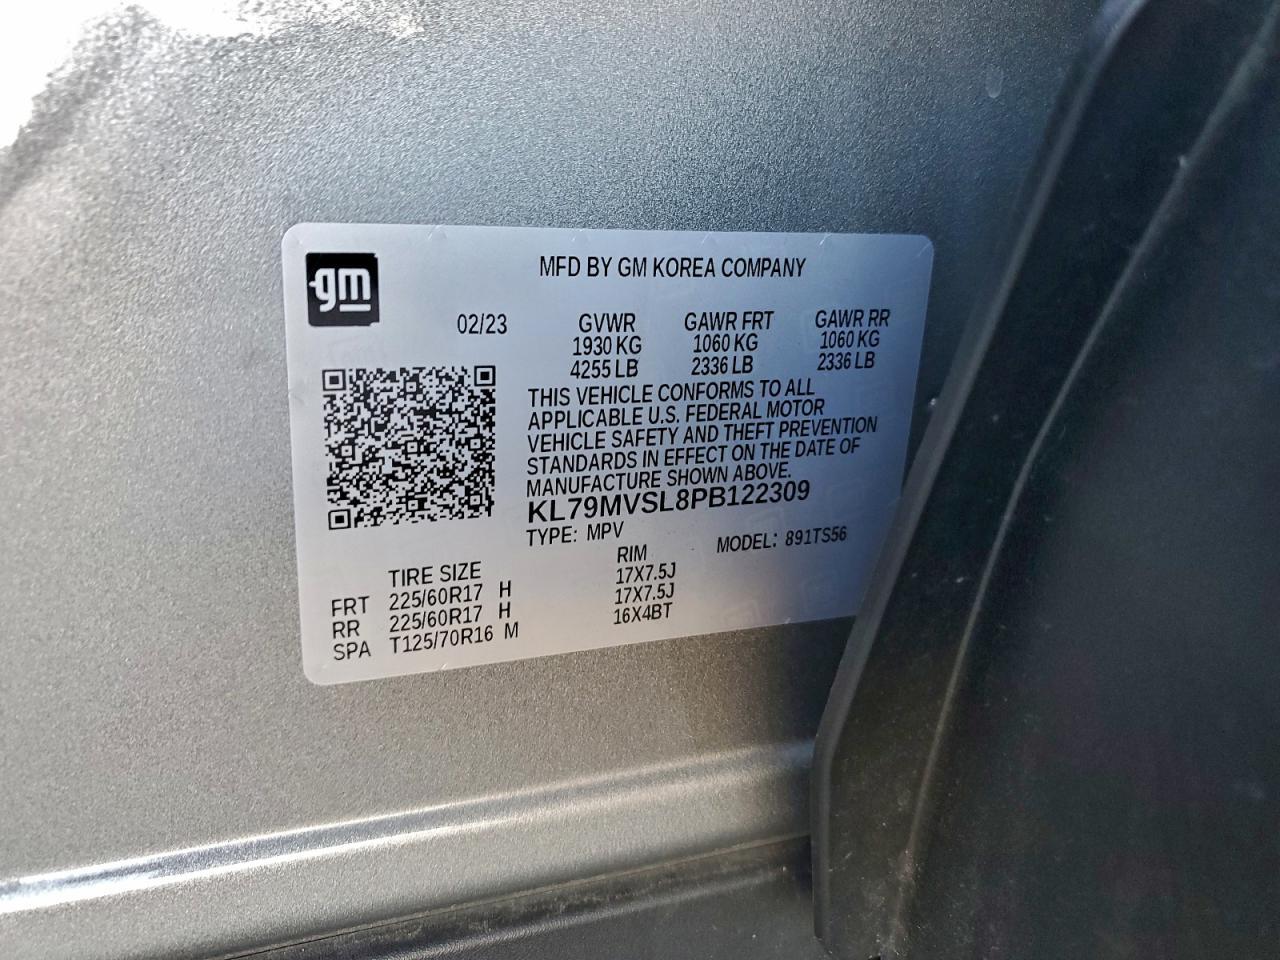 gm
MFD BY GM KOREA COMPANY
02/23
GVWR GAWR FRT GAWR RR
1930 KG 1060 KG 1060 KG
4255 LB 2336 LB 2336 LB
THIS VEHICLE CONFORMS TO ALL
APPLICABLE U.S. FEDERAL MOTOR
VEHICLE SAFETY AND THEFT PREVENTION
STANDARDS IN EFFECT ON THE DATE OF
MANUFACTURE SHOWN ABOVE.
KL79MVSL8PB122309
TYPE: MPV MODEL: 891TS56
TIRE SIZE RIM
FRT 225/60R17 H 17X7.5J
RR 225/60R17 H 17X7.5J
SPA T125/70R16 M 16X4BT